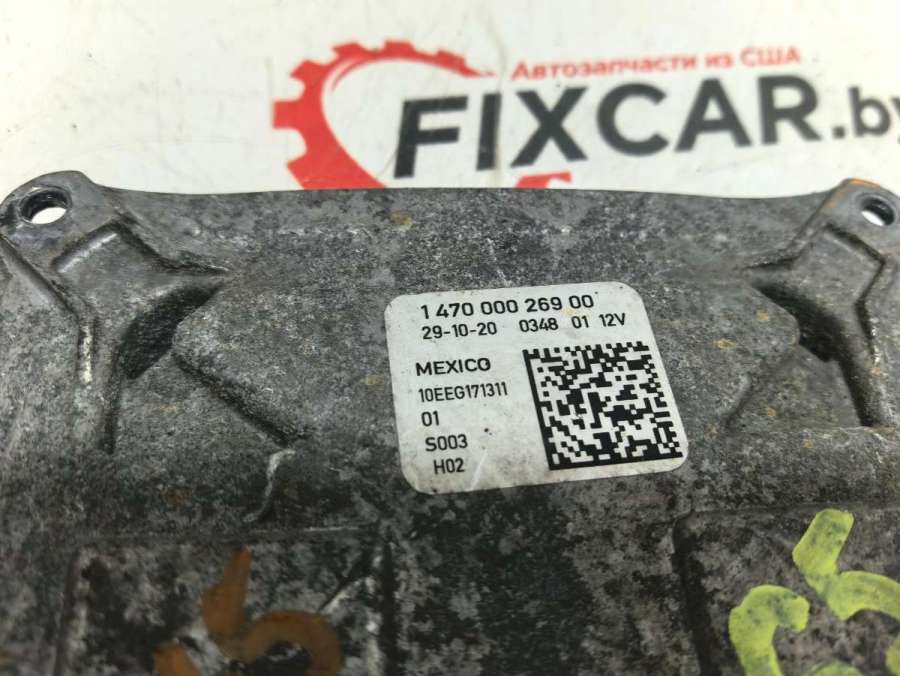 Автозапчасти из США
FIXCAR.by
1 470 000 269 00
29-10-20 0348 01 12V
MEXICO
10EEG171311
01
S003
H02